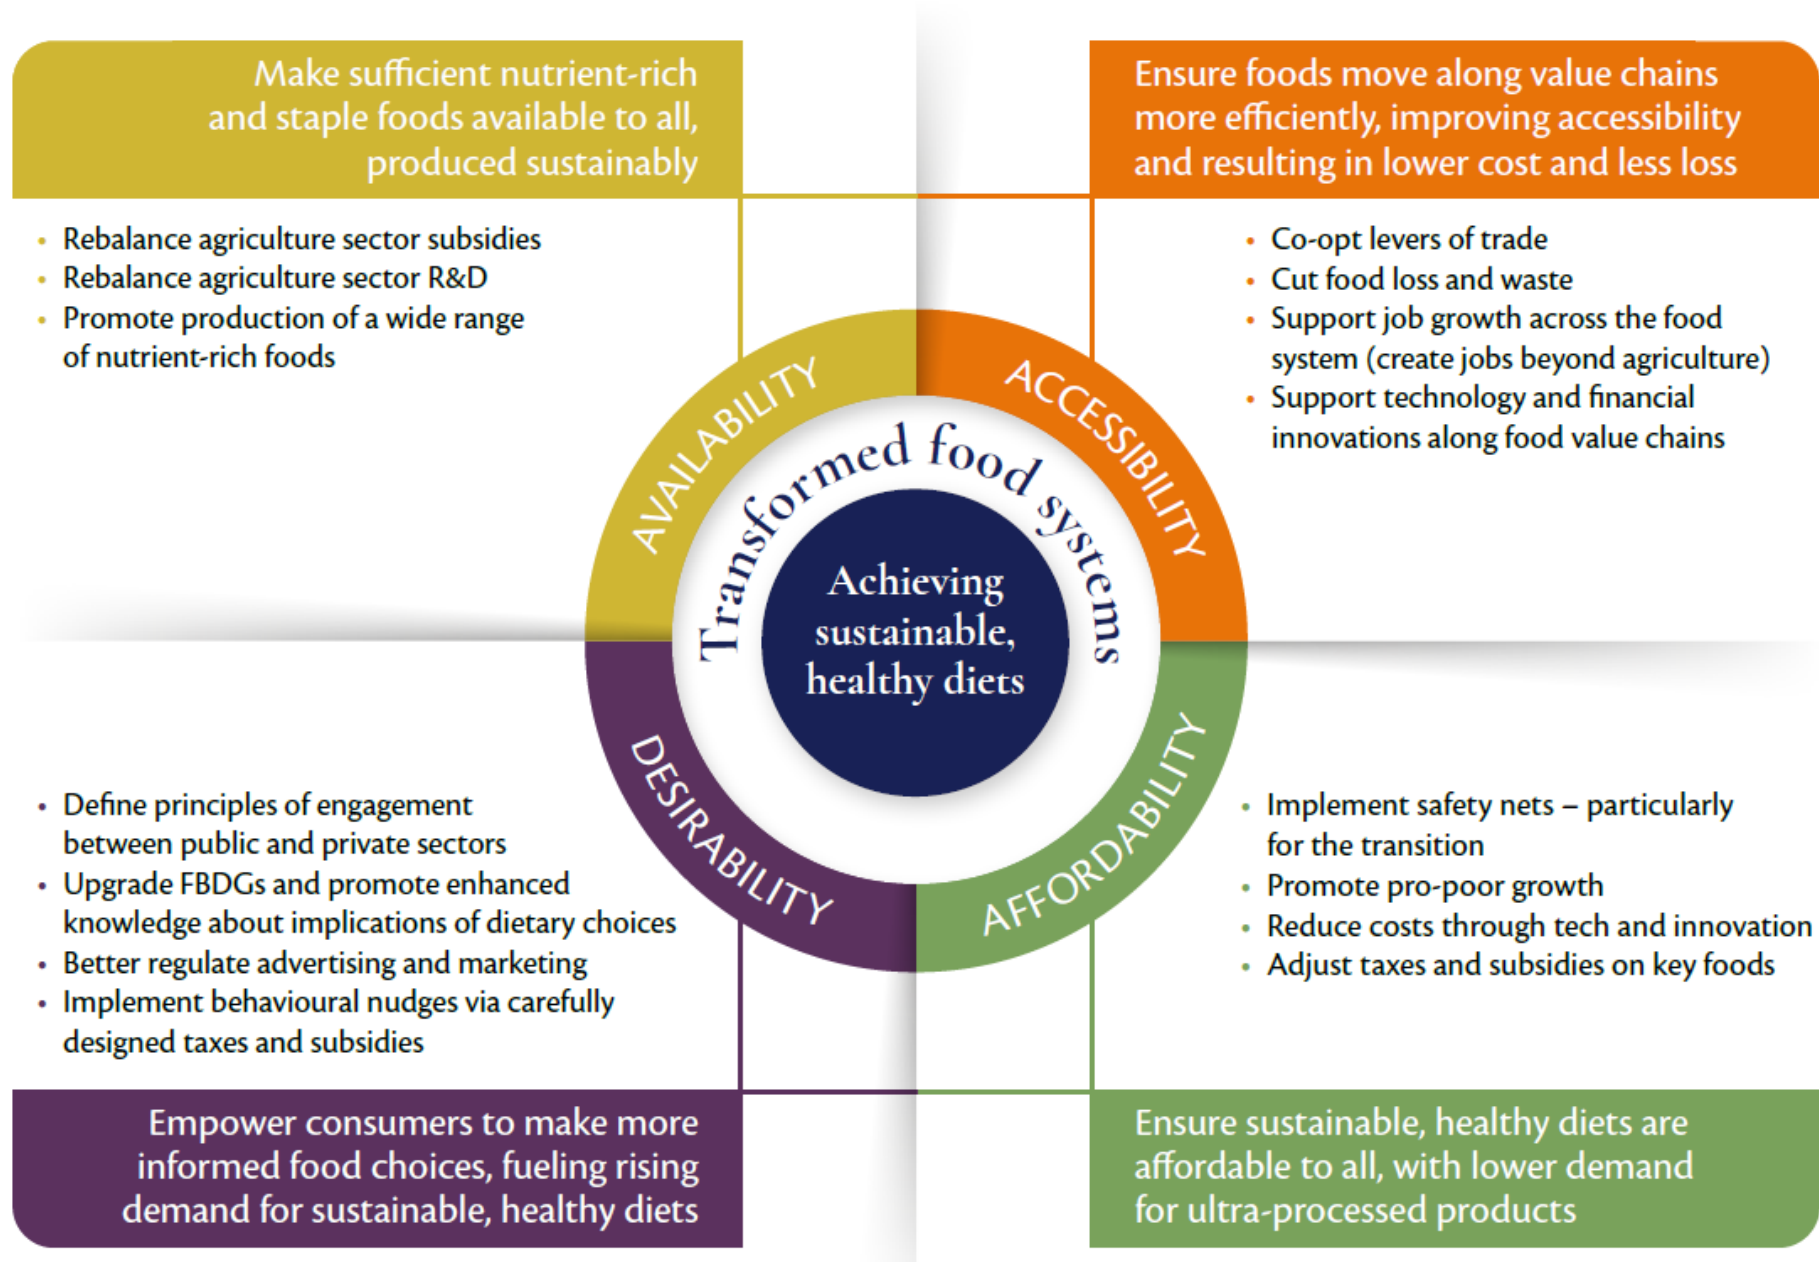 Make sufficient nutrient-rich
and staple foods available to all,
produced sustainably
• Rebalance agriculture sector subsidies
• Rebalance agriculture sector R&D
• Promote production of a wide range
of nutrient-rich foods
Ensure foods move along value chains
more efficiently, improving accessibility
and resulting in lower cost and less loss
• Co-opt levers of trade
• Cut food loss and waste
• Support job growth across the food
system (create jobs beyond agriculture)
• Support technology and financial
innovations along food value chains
AVAILABILITY
ACCESSIBILITY
Transformed food systems
Achieving
sustainable,
healthy diets
DESIRABILITY
AFFORDABILITY
• Define principles of engagement
between public and private sectors
• Upgrade FBDGs and promote enhanced
knowledge about implications of dietary choices
• Better regulate advertising and marketing
• Implement behavioural nudges via carefully
designed taxes and subsidies
Empower consumers to make more
informed food choices, fueling rising
demand for sustainable, healthy diets
• Implement safety nets – particularly
for the transition
• Promote pro-poor growth
• Reduce costs through tech and innovation
• Adjust taxes and subsidies on key foods
Ensure sustainable, healthy diets are
affordable to all, with lower demand
for ultra-processed products